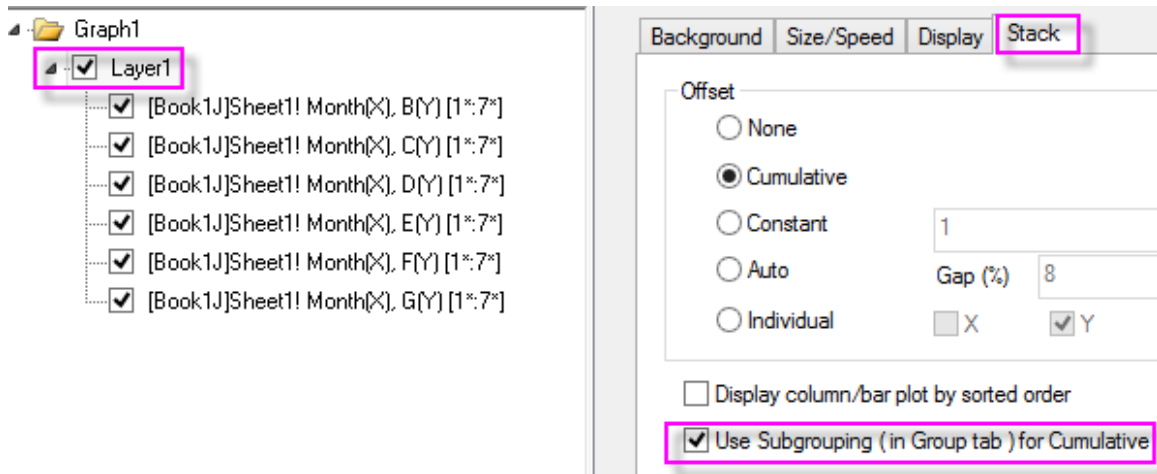 Graph1
Layer1
[Book1J]Sheet1! Month(X), B(Y) [1*:7*]
[Book1J]Sheet1! Month(X), C(Y) [1*:7*]
[Book1J]Sheet1! Month(X), D(Y) [1*:7*]
[Book1J]Sheet1! Month(X), E(Y) [1*:7*]
[Book1J]Sheet1! Month(X), F(Y) [1*:7*]
[Book1J]Sheet1! Month(X), G(Y) [1*:7*]
Background Size/Speed Display Stack
Offset
None
Cumulative
Constant 1
Auto Gap (%) 8
Individual X Y
Display column/bar plot by sorted order
Use Subgrouping ( in Group tab ) for Cumulative